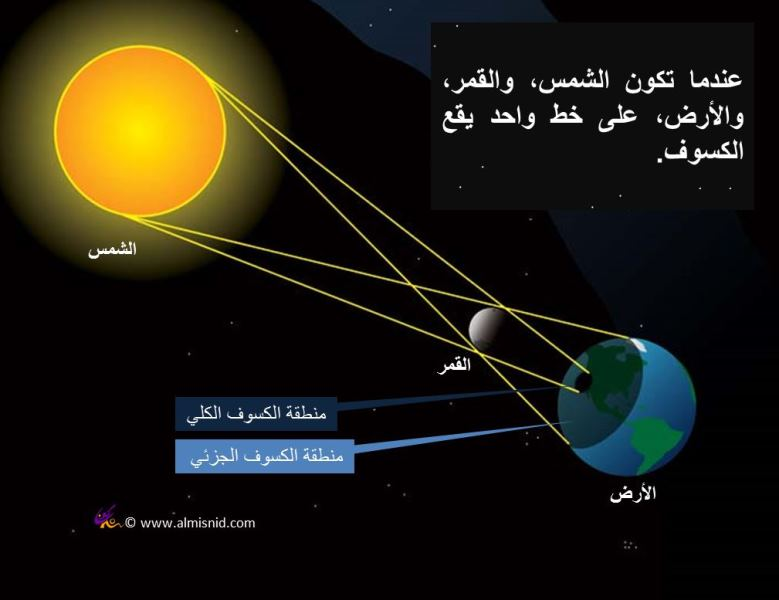 عندما تكون الشمس، والقمر،
والأرض، على خط واحد يقع
الكسوف.
الشمس
القمر
منطقة الكسوف الكلي
منطقة الكسوف الجزئي
الأرض
© www.almisnid.com